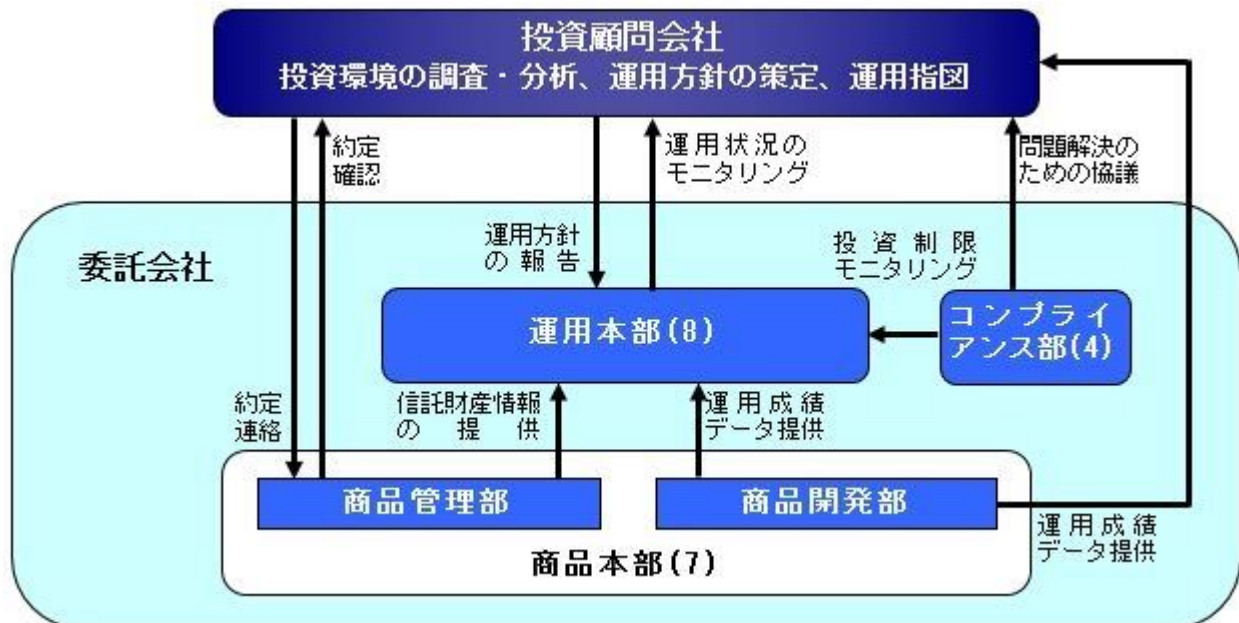 投資顧問会社
投資環境の調査・分析、運用方針の策定、運用指図
約定
確認
運用状況の
モニタリング
問題解決の
ための協議
委託会社
運用方針
の報告
投資制限
モニタリング
運用本部(8)
コンプライ
アンス部(4)
約定
連絡
信託財産情報
の提供
運用成績
データ提供
商品管理部
商品開発部
運用成績
データ提供
商品本部(7)